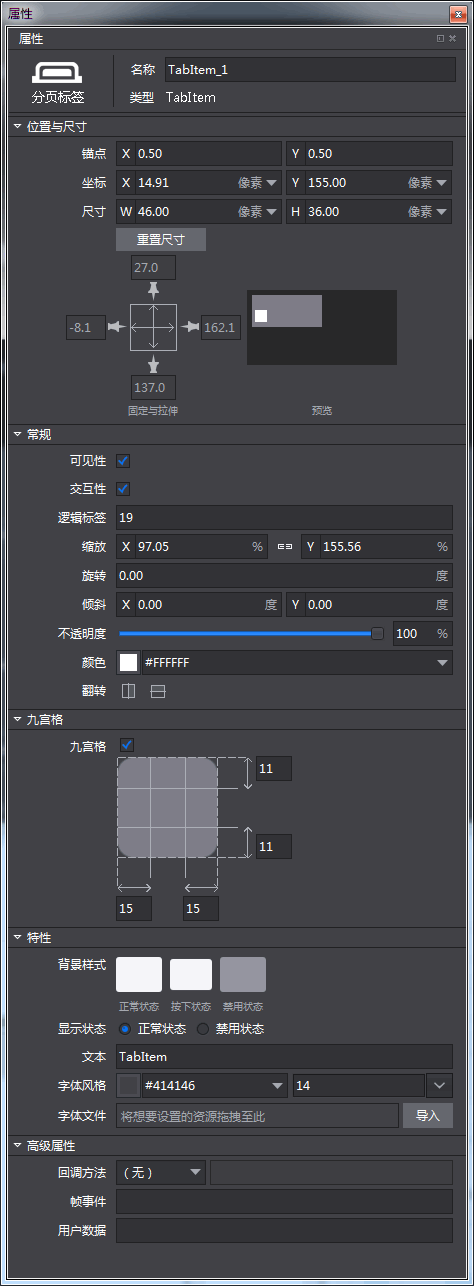 属性
属性
分页标签
名称 TabItem_1
类型 TabItem
位置与尺寸
锚点 X 0.50 Y 0.50
坐标 X 14.91 像素 Y 155.00 像素
尺寸 W 46.00 像素 H 36.00 像素
重置尺寸
27.0
-8.1 162.1
137.0
固定与拉伸 预览
常规
可见性
交互性
逻辑标签 19
缩放 X 97.05 % Y 155.56 %
旋转 0.00 度
倾斜 X 0.00 度 Y 0.00 度
不透明度 100 %
颜色 #FFFFFF
翻转
九宫格
九宫格
11
11
15 15
特性
背景样式
正常状态 按下状态 禁用状态
显示状态 正常状态 禁用状态
文本 TabItem
字体风格 #414146 14
字体文件 将想要设置的资源拖拽至此 导入
高级属性
回调方法 （无）
帧事件
用户数据